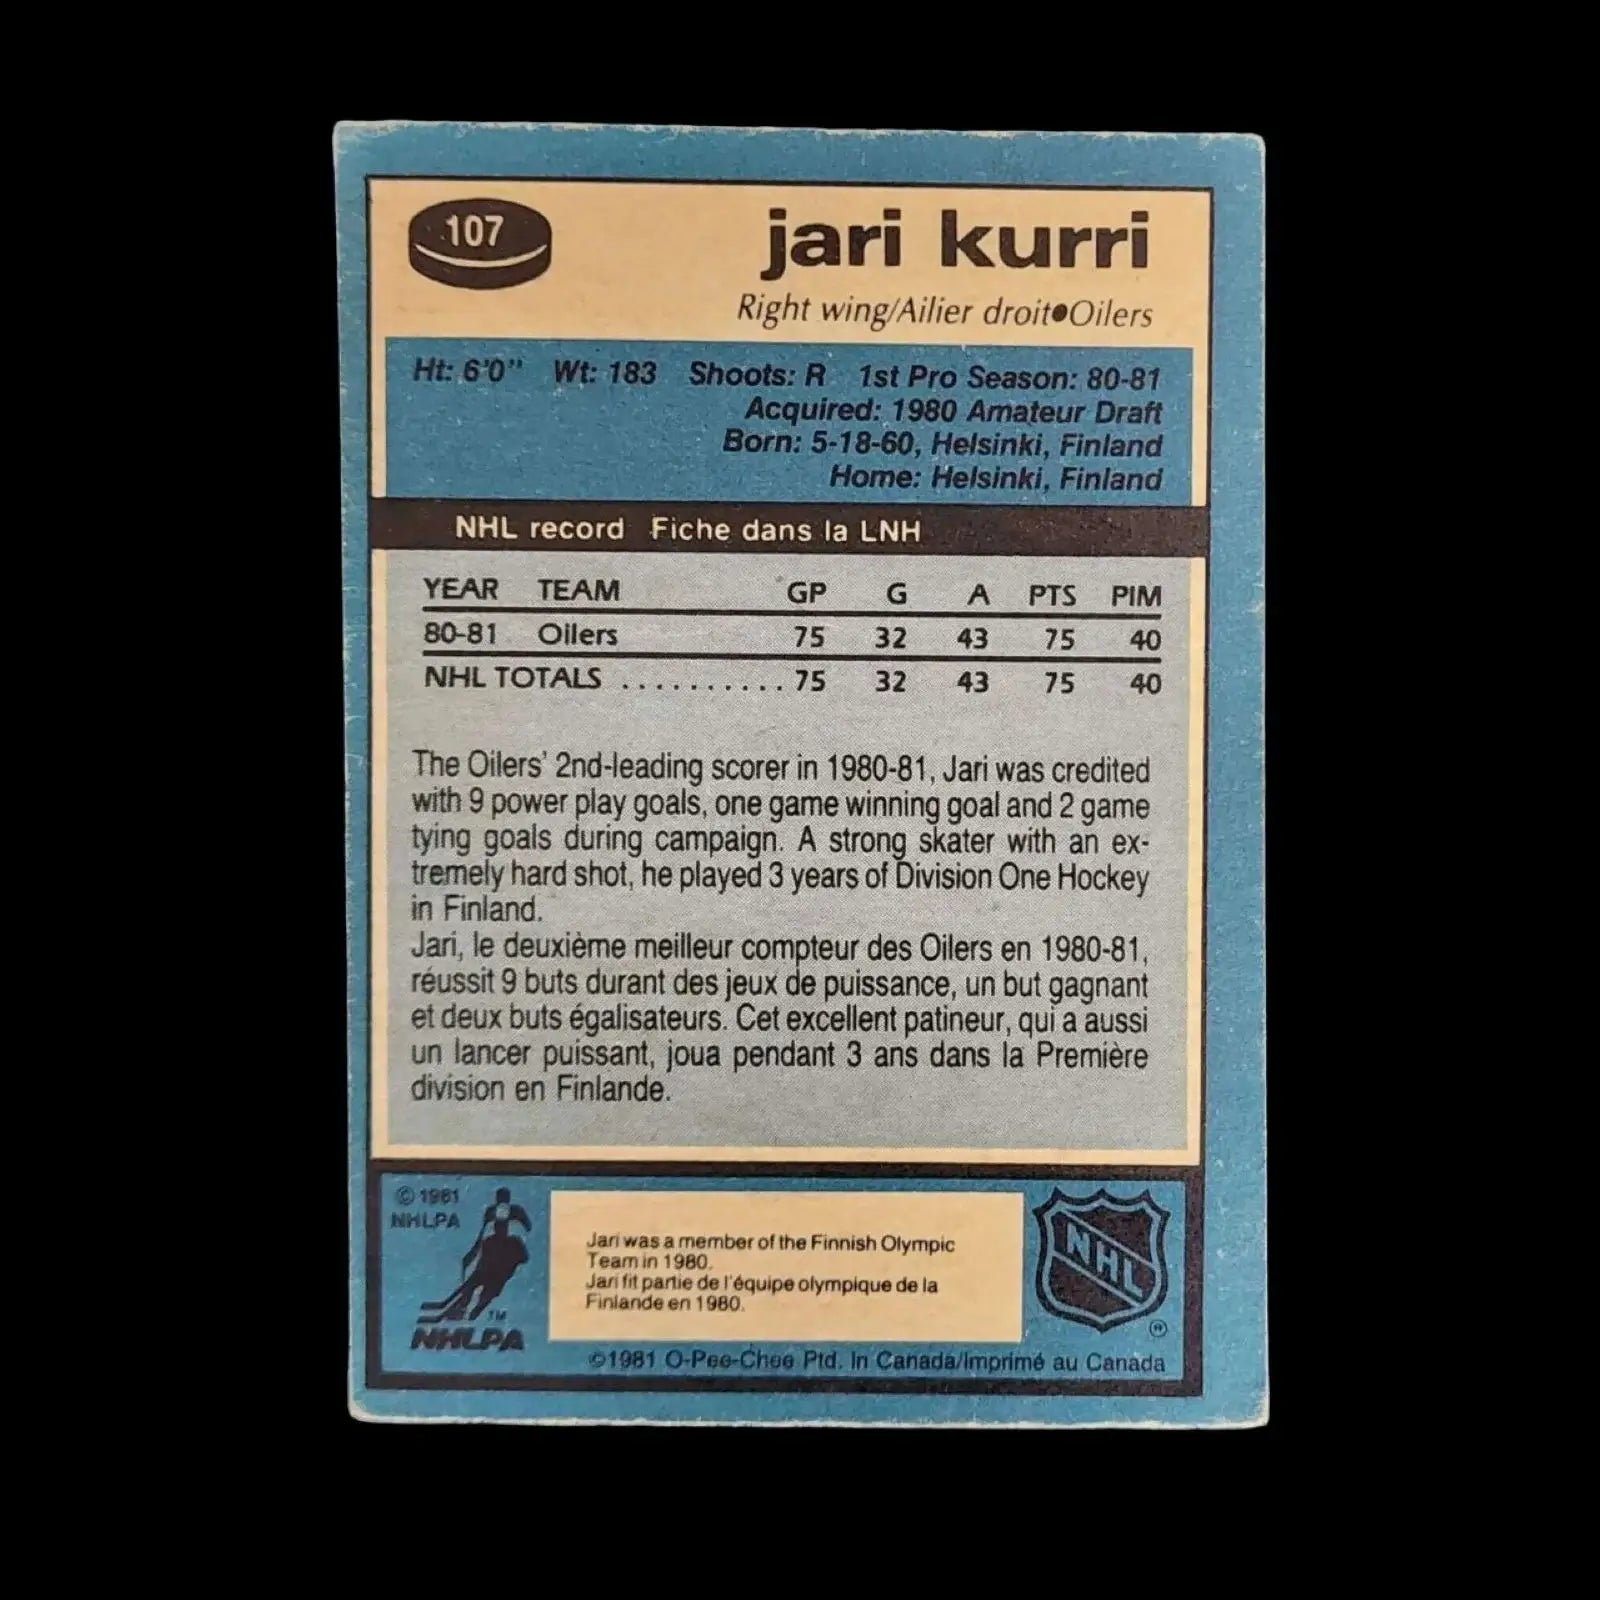 107
jari kurri
Right wing/Ailier droit●Oilers
Ht: 6'0" Wt: 183 Shoots: R 1st Pro Season: 80-81
Acquired: 1980 Amateur Draft
Born: 5-18-60, Helsinki, Finland
Home: Helsinki, Finland
NHL record Fiche dans la LNH
YEAR TEAM GP G A PTS PIM
80-81 Oilers 75 32 43 75 40
NHL TOTALS .......... 75 32 43 75 40
The Oilers' 2nd-leading scorer in 1980-81, Jari was credited
with 9 power play goals, one game winning goal and 2 game
tying goals during campaign. A strong skater with an ex-
tremely hard shot, he played 3 years of Division One Hockey
in Finland.
Jari, le deuxième meilleur compteur des Oilers en 1980-81,
réussit 9 buts durant des jeux de puissance, un but gagnant
et deux buts égalisateurs. Cet excellent patineur, qui a aussi
un lancer puissant, joua pendant 3 ans dans la Première
division en Finlande.
© 1981
NHLPA
TM
NHLPA
Jari was a member of the Finnish Olympic
Team in 1980.
Jari fit partie de l'équipe olympique de la
Finlande en 1980.
NHL
®
©1981 O-Pee-Chee Ptd. In Canada/Imprimé au Canada